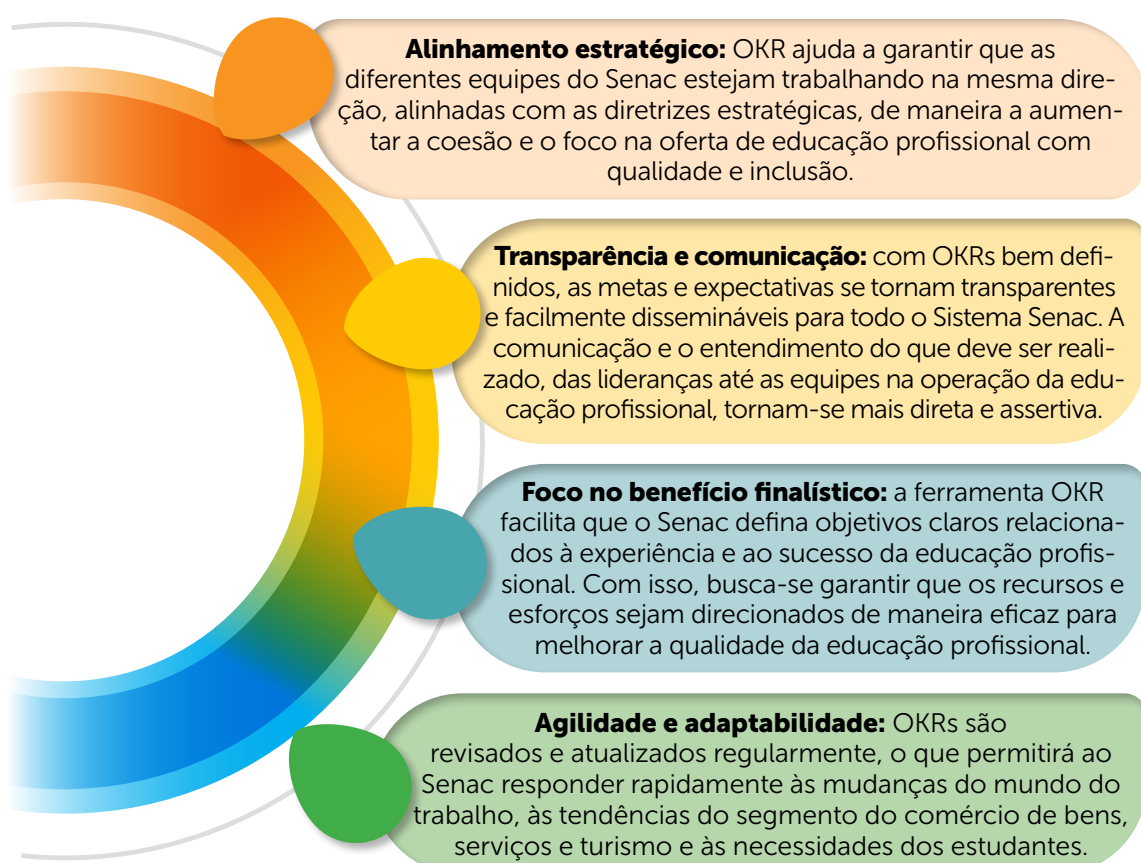 Alinhamento estratégico: OKR ajuda a garantir que as
diferentes equipes do Senac estejam trabalhando na mesma dire-
ção, alinhadas com as diretrizes estratégicas, de maneira a aumen-
tar a coesão e o foco na oferta de educação profissional com
qualidade e inclusão.
Transparência e comunicação: com OKRs bem defi-
nidos, as metas e expectativas se tornam transparentes
e facilmente dissemináveis para todo o Sistema Senac. A
comunicação e o entendimento do que deve ser reali-
zado, das lideranças até as equipes na operação da edu-
cação profissional, tornam-se mais direta e assertiva.
Foco no benefício finalístico: a ferramenta OKR
facilita que o Senac defina objetivos claros relaciona-
dos à experiência e ao sucesso da educação profis-
sional. Com isso, busca-se garantir que os recursos e
esforços sejam direcionados de maneira eficaz para
melhorar a qualidade da educação profissional.
Agilidade e adaptabilidade: OKRs são
revisados e atualizados regularmente, o que permitirá ao
Senac responder rapidamente às mudanças do mundo do
trabalho, às tendências do segmento do comércio de bens,
serviços e turismo e às necessidades dos estudantes.